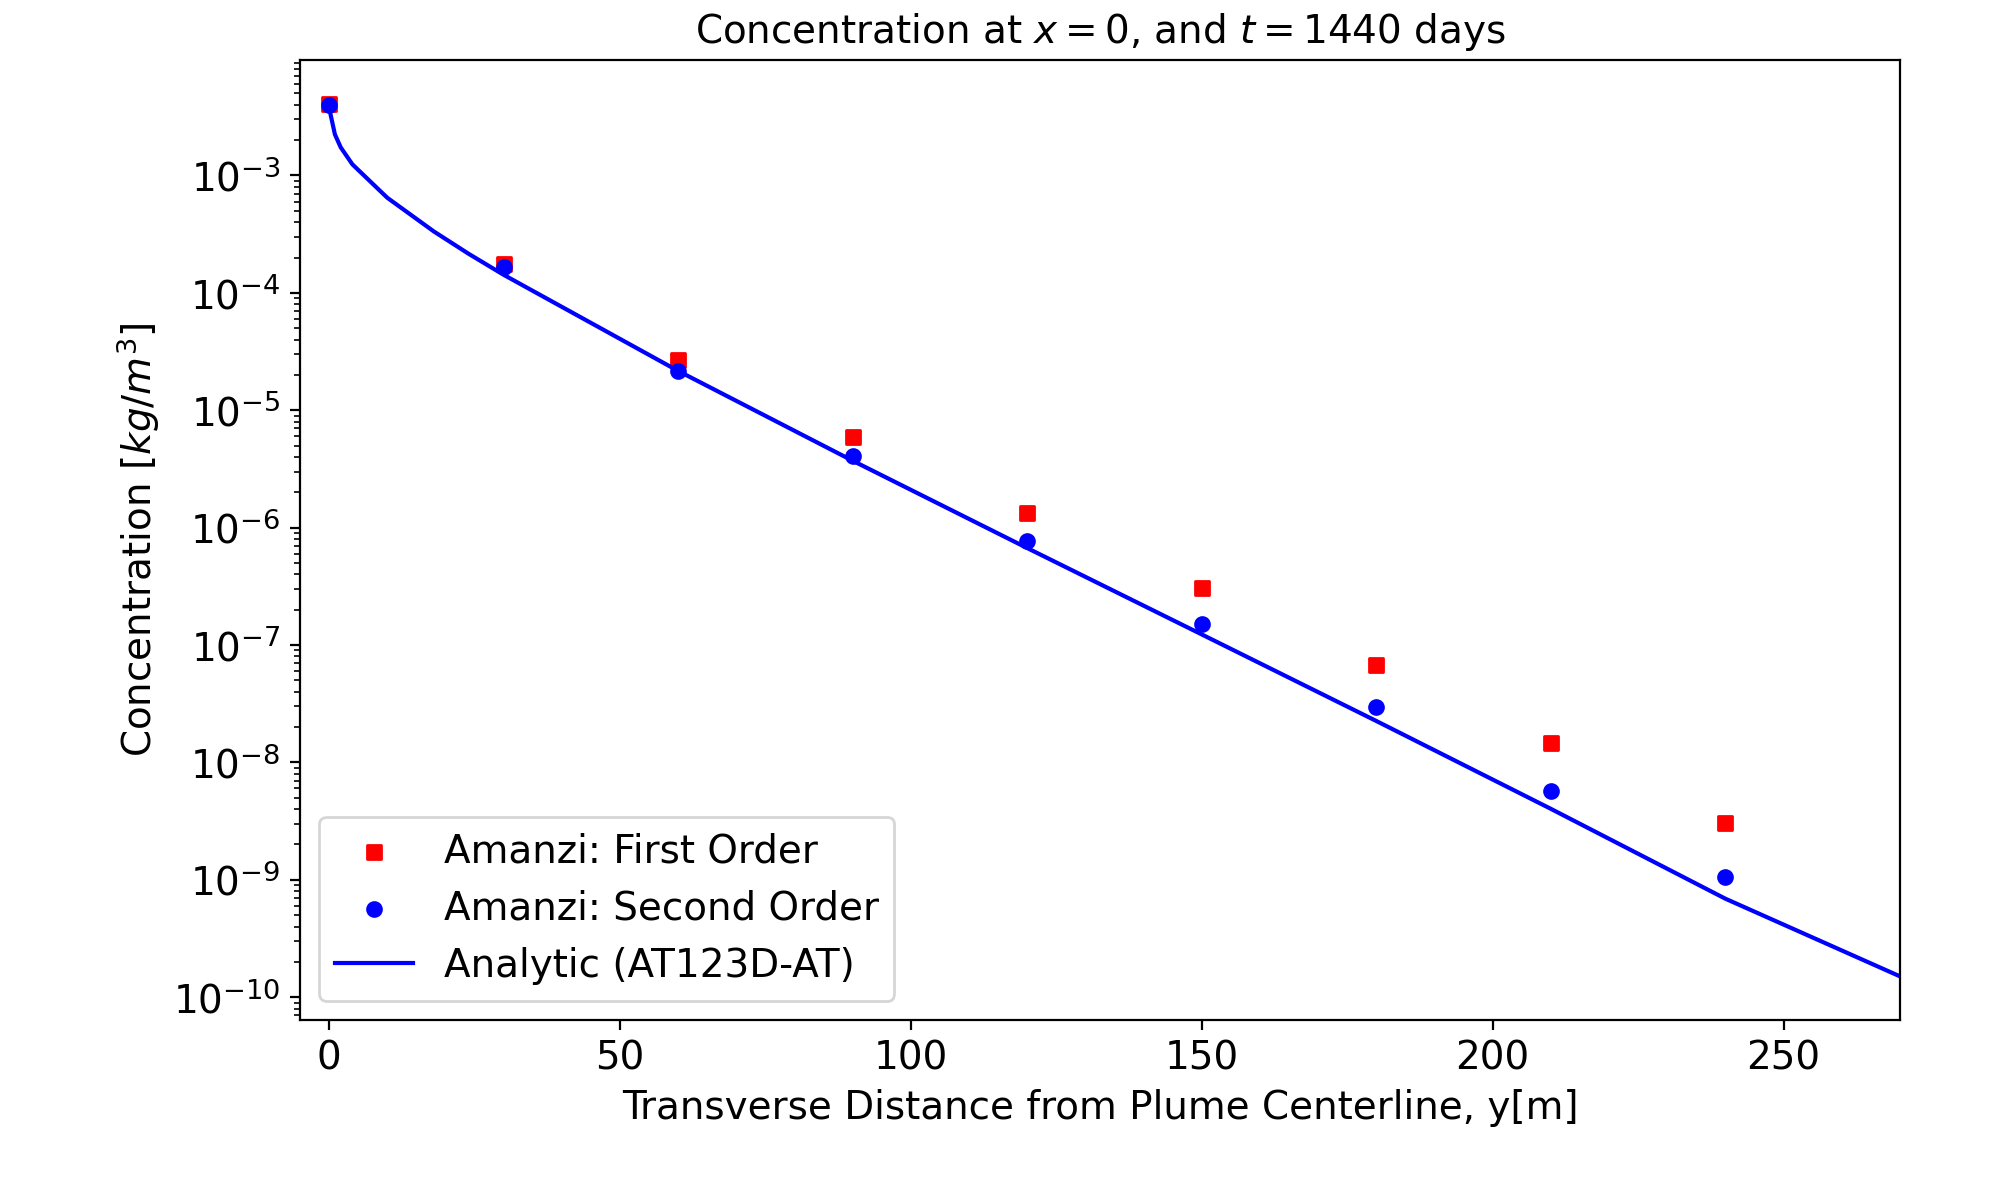 Concentration at x = 0, and t = 1440 days
Concentration [kg/m³]
10⁻³
10⁻⁴
10⁻⁵
10⁻⁶
10⁻⁷
10⁻⁸
10⁻⁹
10⁻¹⁰
Amanzi: First Order
Amanzi: Second Order
Analytic (AT123D-AT)
0 50 100 150 200 250
Transverse Distance from Plume Centerline, y[m]